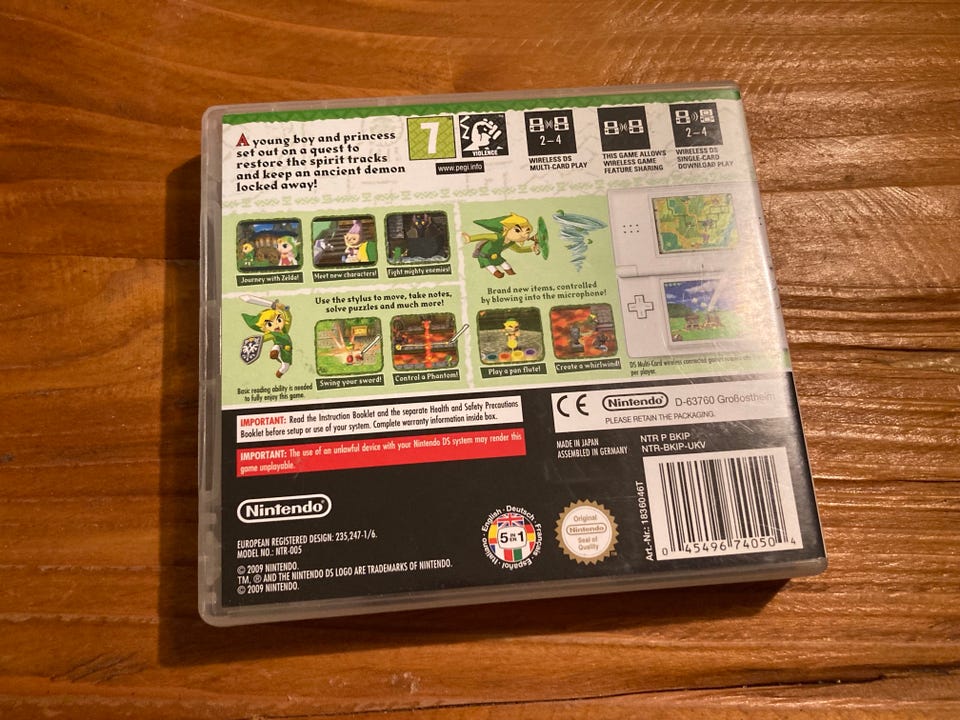 A young boy and princess
set out on a quest to
restore the spirit tracks
and keep an ancient demon
locked away!
7
VIOLENCE
www.pegi.info
2-4
WIRELESS DS
MULTI-CARD PLAY
THIS GAME ALLOWS
WIRELESS GAME
FEATURE SHARING
2-4
WIRELESS DS
SINGLE-CARD
DOWNLOAD PLAY
Journey with Zelda!
Meet new characters!
Fight mighty enemies!
Use the stylus to move, take notes,
solve puzzles and much more!
Swing your sword!
Control a Phantom!
Basic reading ability is needed
to fully enjoy this game.
Brand new items, controlled
by blowing into the microphone!
Play a pan flute!
Create a whirlwind!
DS Multi-Card wireless connected games
per player.
IMPORTANT: Read the Instruction Booklet and the separate Health and Safety Precautions
Booklet before setup or use of your system. Complete warranty information inside box.
IMPORTANT: The use of an unlawful device with your Nintendo DS system may render this
game unplayable.
CE
Nintendo
D-63760 Großostheim
PLEASE RETAIN THE PACKAGING.
MADE IN JAPAN
ASSEMBLED IN GERMANY
NTR P BKIP
NTR-BKIP-UKV
Nintendo
EUROPEAN REGISTERED DESIGN: 235,247-1/6.
MODEL NO.: NTR-005
© 2009 NINTENDO.
TM, ® AND THE NINTENDO DS LOGO ARE TRADEMARKS OF NINTENDO.
© 2009 NINTENDO.
English · Deutsch · Français · Español · Italiano
5 IN 1
Original
Nintendo
Seal of
Quality
Art.-Nr.: 1836046T
0 45496 74050 4